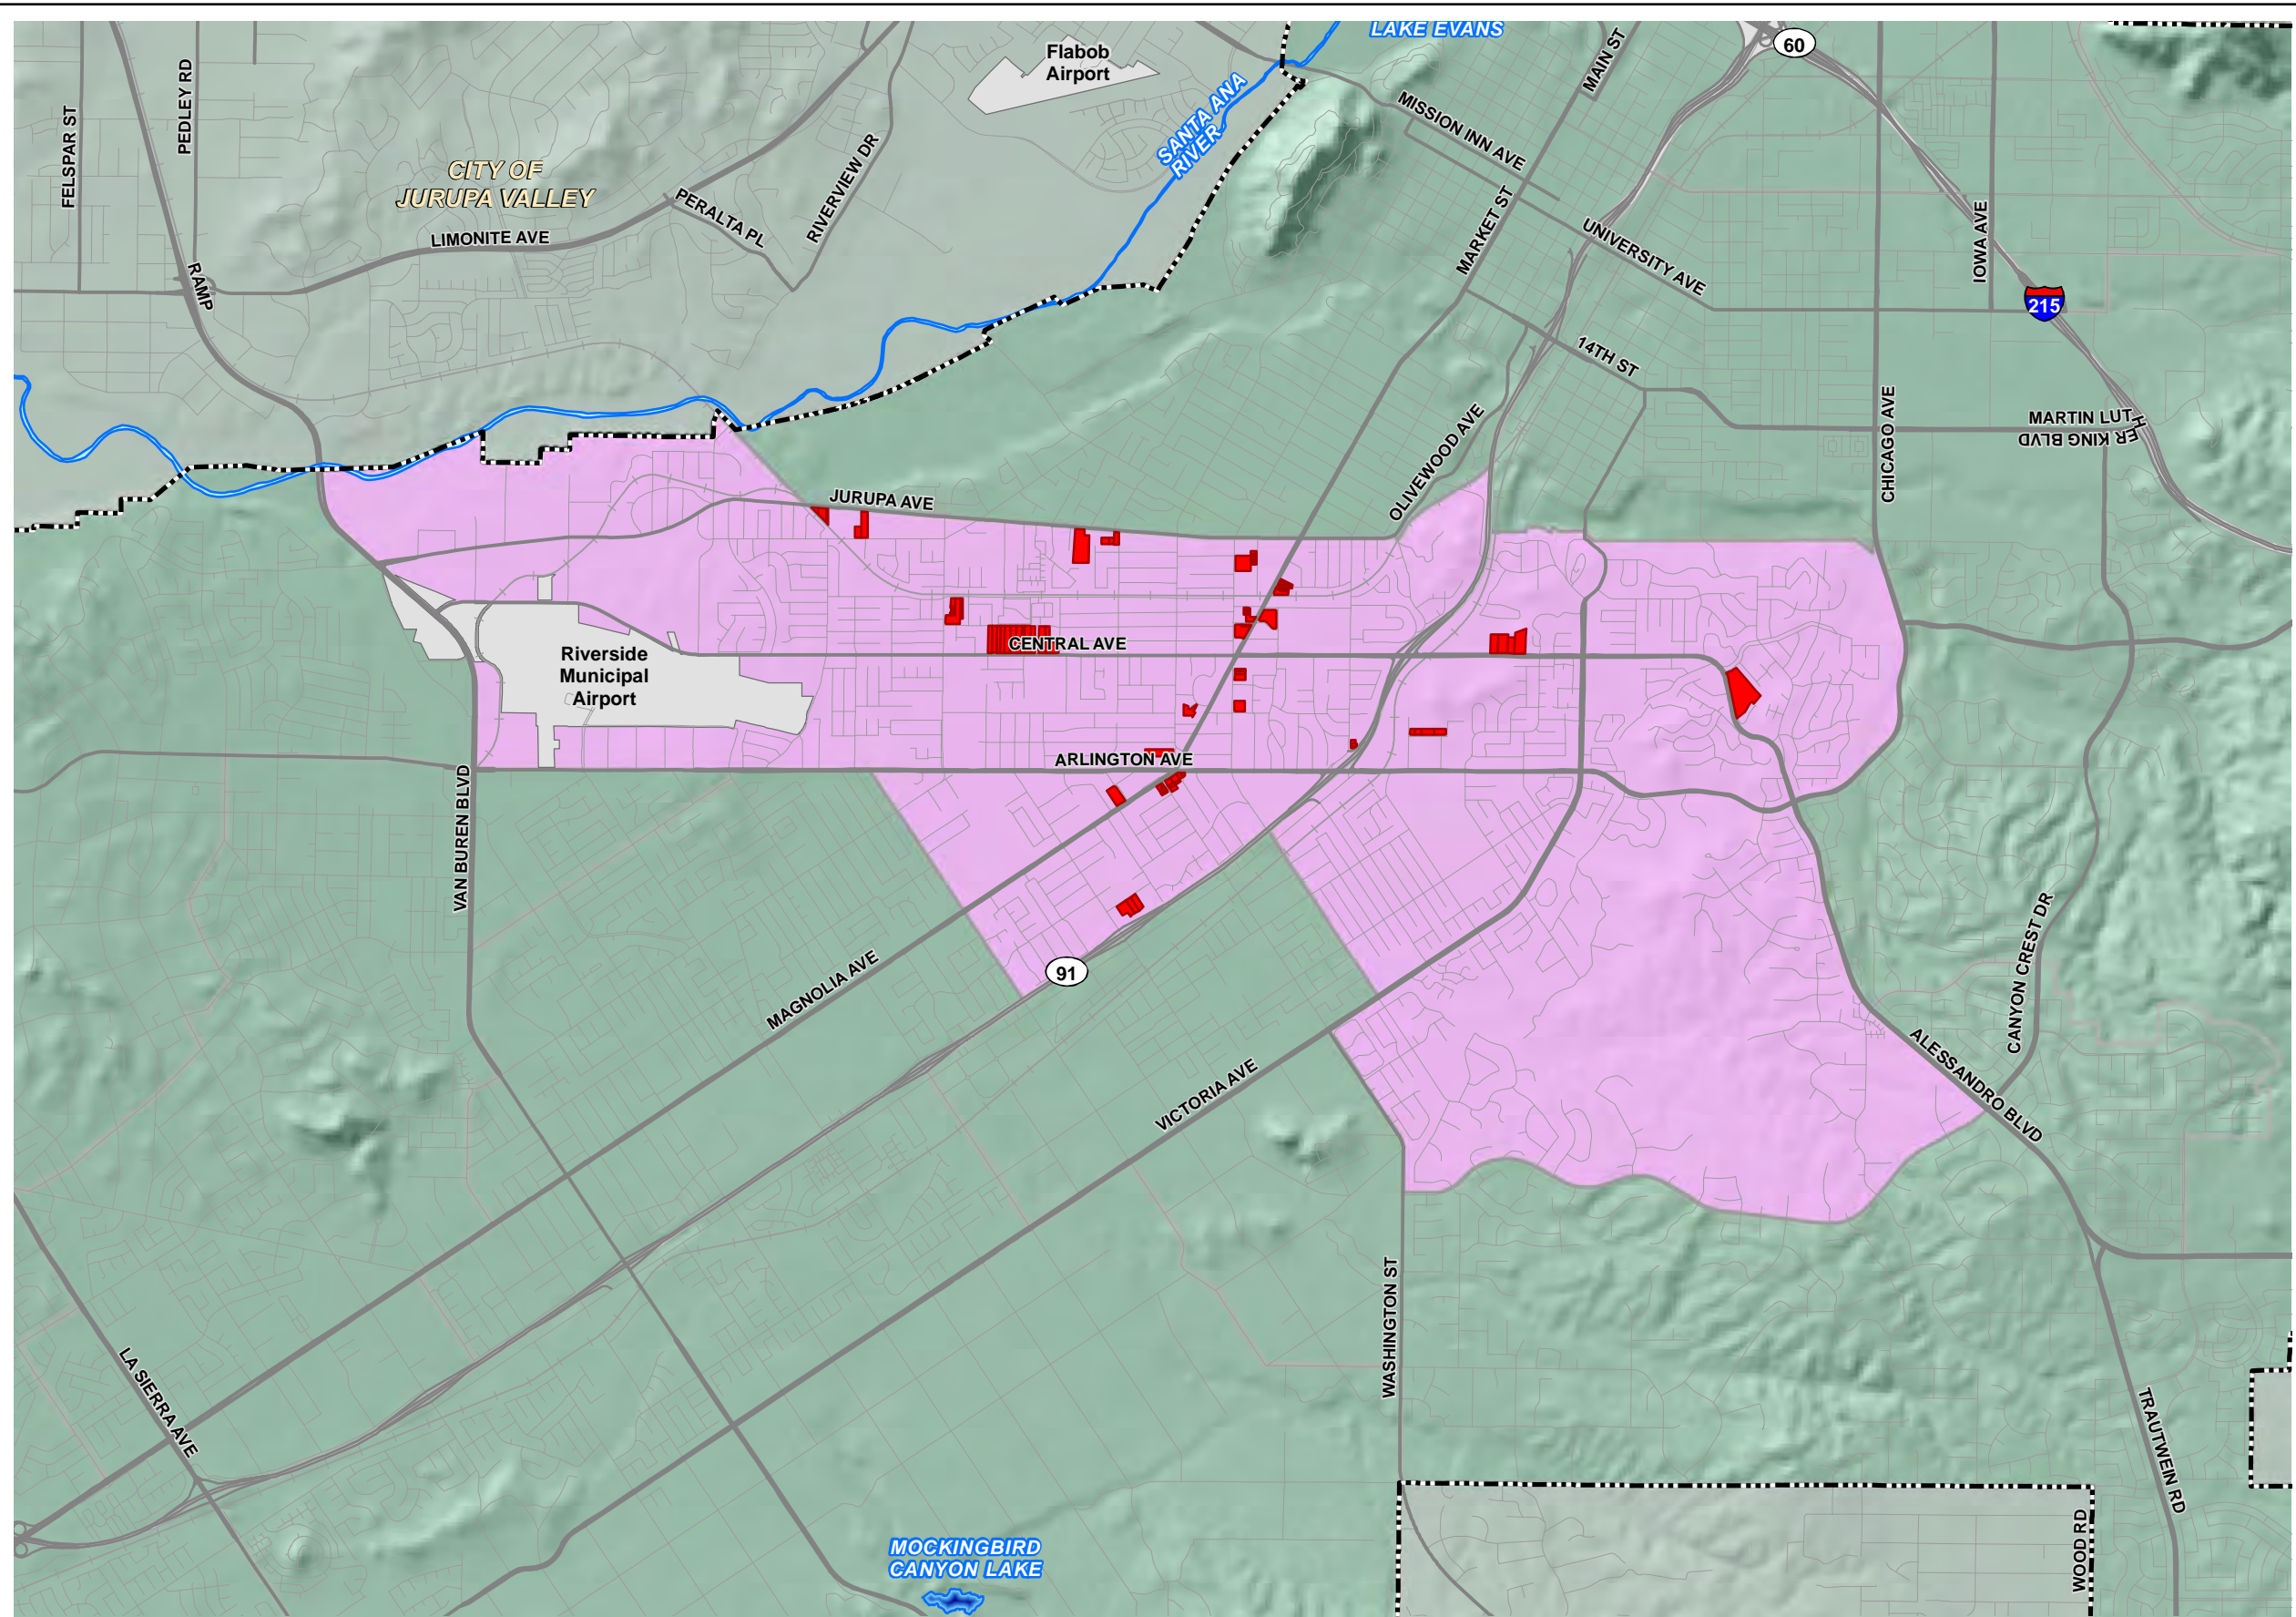 LAKE EVANS
Flabob
Airport
60
MAIN ST
PEDLEY RD
FELSPAR ST
SANTA ANA
RIVER
MISSION INN AVE
CITY OF
JURUPA VALLEY
PERALTA PL
RIVERVIEW DR
LIMONITE AVE
RAMP
MARKET ST
UNIVERSITY AVE
IOWA AVE
215
14TH ST
CHICAGO AVE
MARTIN LUTH
ER KING BLVD
OLIVEWOOD AVE
JURUPA AVE
CENTRAL AVE
Riverside
Municipal
Airport
ARLINGTON AVE
VAN BUREN BLVD
91
MAGNOLIA AVE
CANYON CREST DR
ALESSANDRO BLVD
VICTORIA AVE
WASHINGTON ST
LA SIERRA AVE
TRAUTWEIN RD
WOOD RD
MOCKINGBIRD
CANYON LAKE